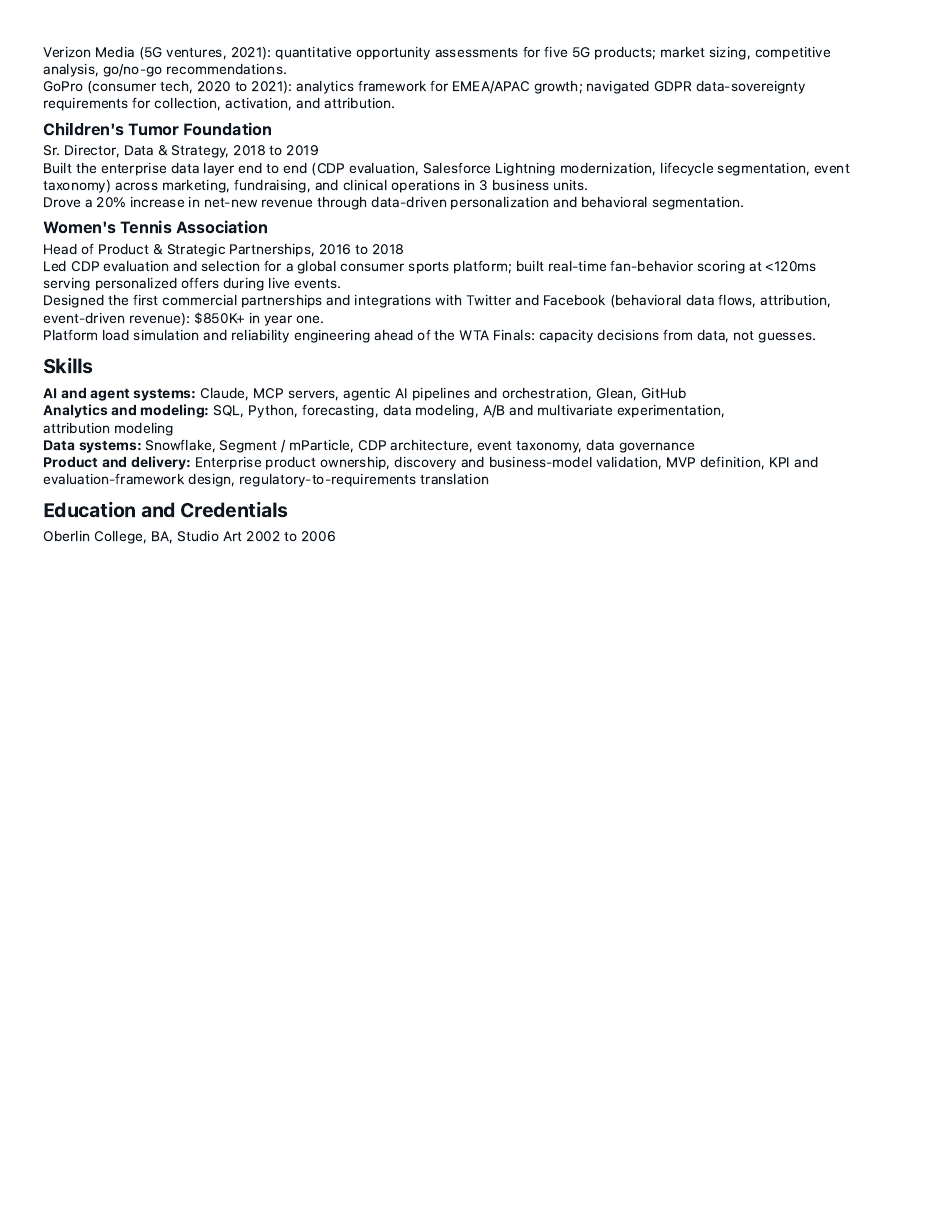 Verizon Media (5G ventures, 2021): quantitative opportunity assessments for five 5G products; market sizing, competitive
analysis, go/no-go recommendations.
GoPro (consumer tech, 2020 to 2021): analytics framework for EMEA/APAC growth; navigated GDPR data-sovereignty
requirements for collection, activation, and attribution.
Children's Tumor Foundation
Sr. Director, Data & Strategy, 2018 to 2019
Built the enterprise data layer end to end (CDP evaluation, Salesforce Lightning modernization, lifecycle segmentation, event
taxonomy) across marketing, fundraising, and clinical operations in 3 business units.
Drove a 20% increase in net-new revenue through data-driven personalization and behavioral segmentation.
Women's Tennis Association
Head of Product & Strategic Partnerships, 2016 to 2018
Led CDP evaluation and selection for a global consumer sports platform; built real-time fan-behavior scoring at <120ms
serving personalized offers during live events.
Designed the first commercial partnerships and integrations with Twitter and Facebook (behavioral data flows, attribution,
event-driven revenue): $850K+ in year one.
Platform load simulation and reliability engineering ahead of the WTA Finals: capacity decisions from data, not guesses.
Skills
AI and agent systems: Claude, MCP servers, agentic AI pipelines and orchestration, Glean, GitHub
Analytics and modeling: SQL, Python, forecasting, data modeling, A/B and multivariate experimentation,
attribution modeling
Data systems: Snowflake, Segment / mParticle, CDP architecture, event taxonomy, data governance
Product and delivery: Enterprise product ownership, discovery and business-model validation, MVP definition, KPI and
evaluation-framework design, regulatory-to-requirements translation
Education and Credentials
Oberlin College, BA, Studio Art 2002 to 2006